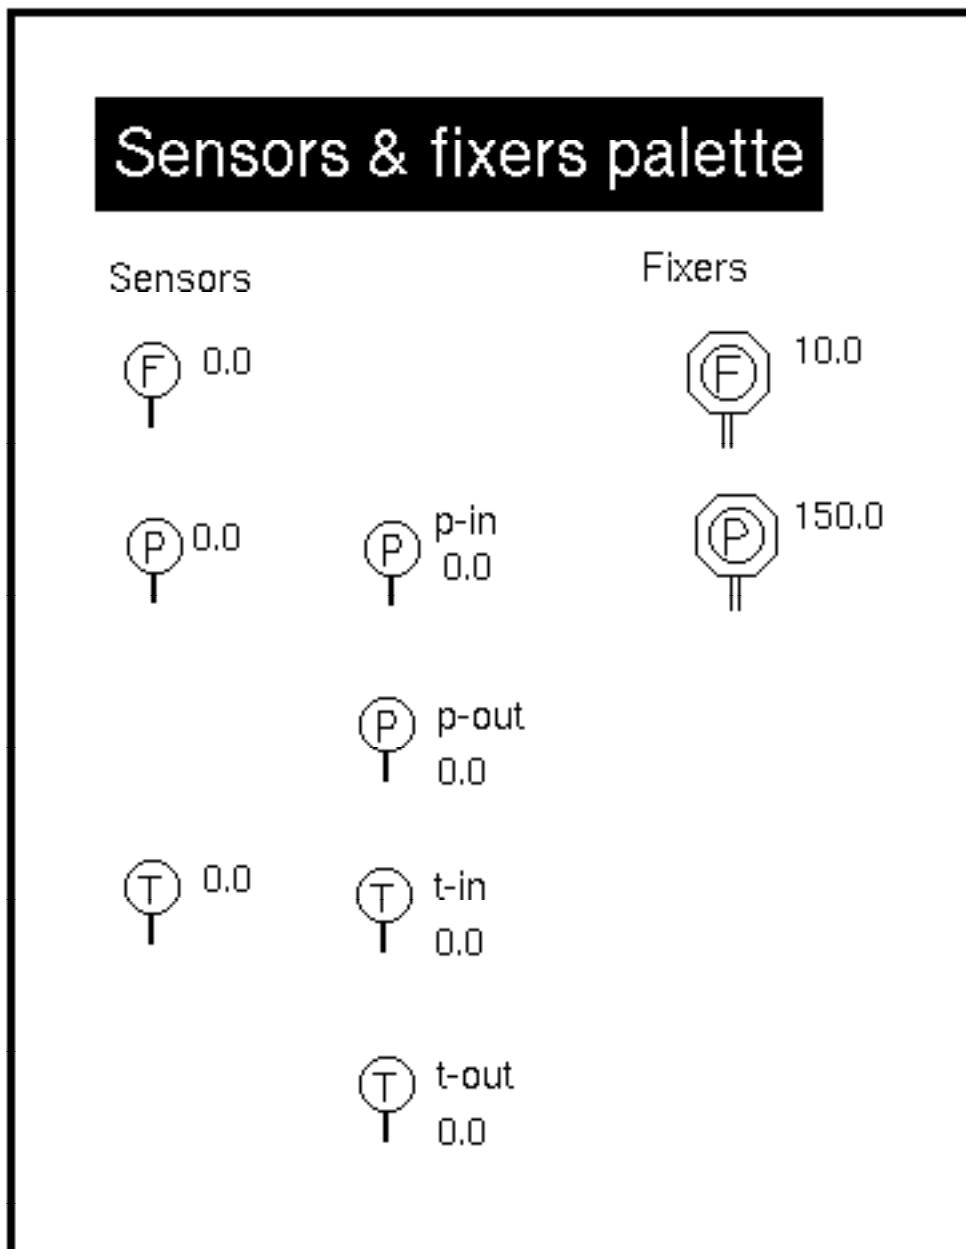 Sensors & fixers palette
Sensors
Fixers
F 0.0
F 10.0
P 0.0
P p-in
0.0
P 150.0
P p-out
0.0
T 0.0
T t-in
0.0
T t-out
0.0